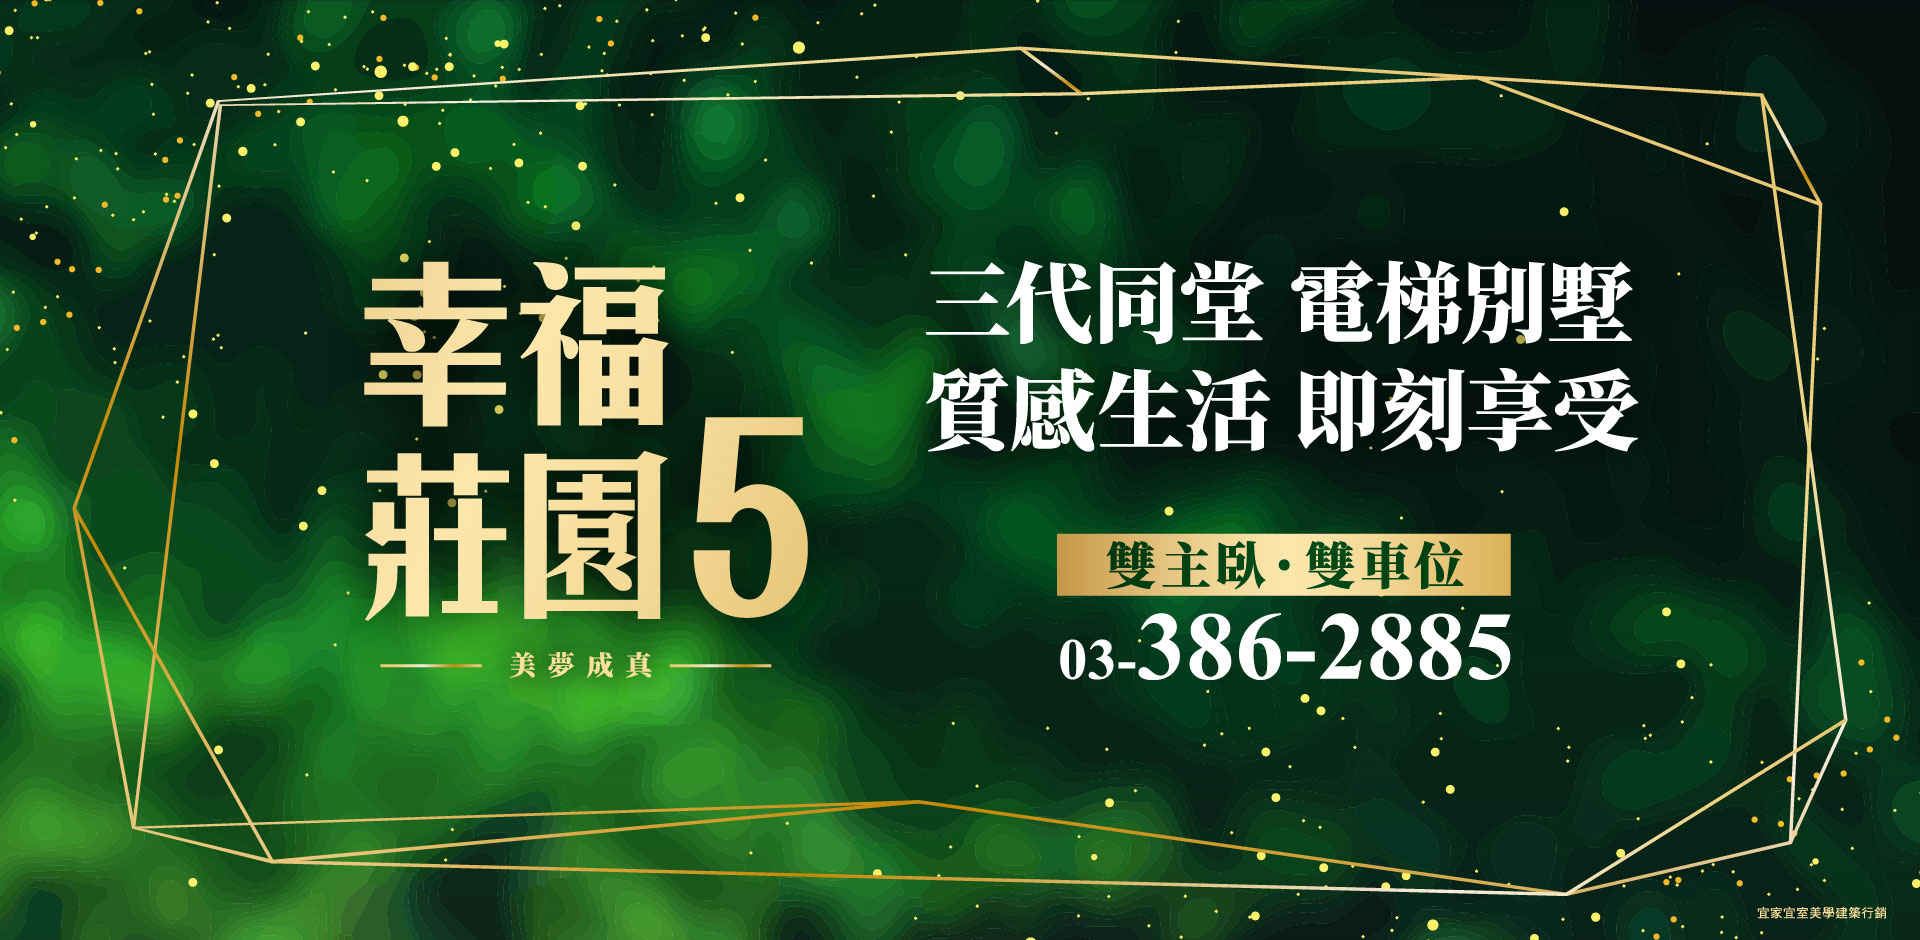 幸福
莊園5
美夢成真
三代同堂 電梯別墅
質感生活 即刻享受
雙主臥·雙車位
03-386-2885
宜家宜室美學建築行銷